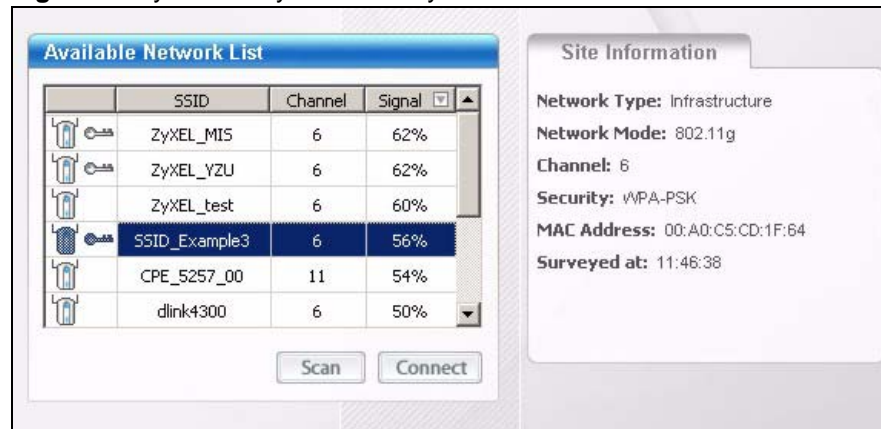 Available Network List
SSID Channel Signal
ZyXEL_MIS 6 62%
ZyXEL_YZU 6 62%
ZyXEL_test 6 60%
SSID_Example3 6 56%
CPE_5257_00 11 54%
dlink4300 6 50%
Scan Connect
Site Information
Network Type: Infrastructure
Network Mode: 802.11g
Channel: 6
Security: WPA-PSK
MAC Address: 00:A0:C5:CD:1F:64
Surveyed at: 11:46:38